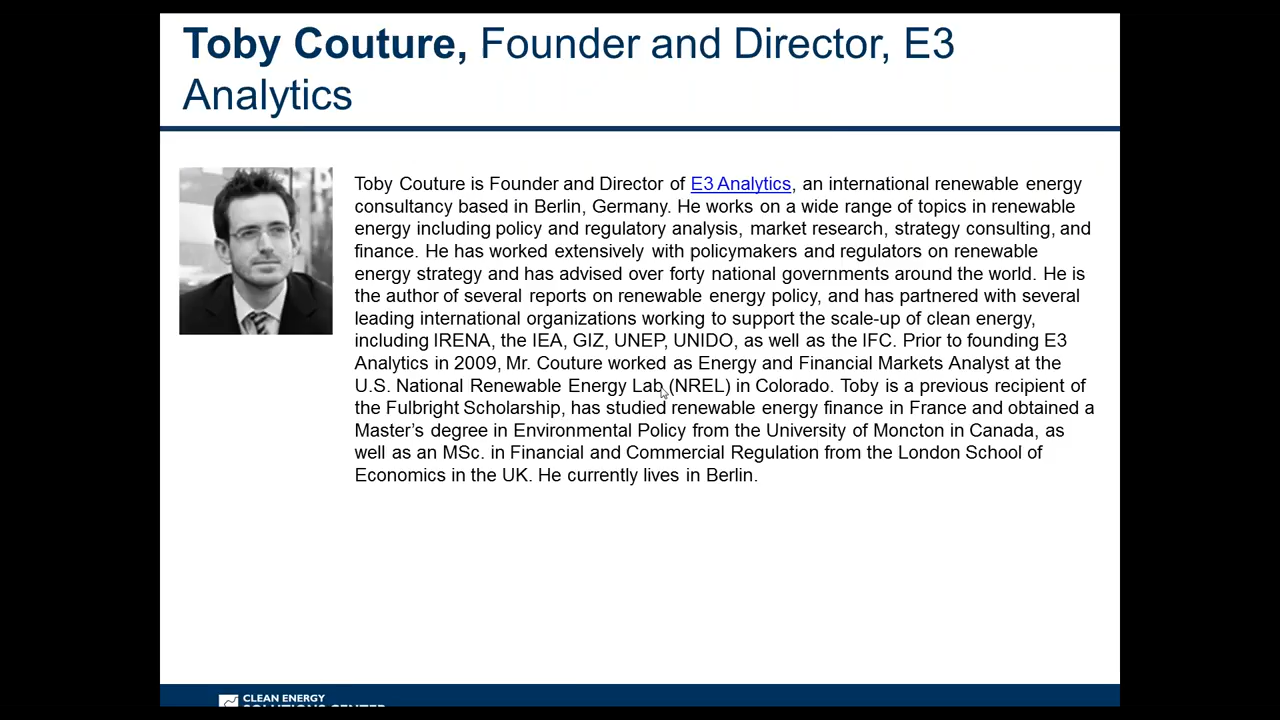 Toby Couture, Founder and Director, E3
Analytics
Toby Couture is Founder and Director of E3 Analytics, an international renewable energy
consultancy based in Berlin, Germany. He works on a wide range of topics in renewable
energy including policy and regulatory analysis, market research, strategy consulting, and
finance. He has worked extensively with policymakers and regulators on renewable
energy strategy and has advised over forty national governments around the world. He is
the author of several reports on renewable energy policy, and has partnered with several
leading international organizations working to support the scale-up of clean energy,
including IRENA, the IEA, GIZ, UNEP, UNIDO, as well as the IFC. Prior to founding E3
Analytics in 2009, Mr. Couture worked as Energy and Financial Markets Analyst at the
U.S. National Renewable Energy Lab (NREL) in Colorado. Toby is a previous recipient of
the Fulbright Scholarship, has studied renewable energy finance in France and obtained a
Master’s degree in Environmental Policy from the University of Moncton in Canada, as
well as an MSc. in Financial and Commercial Regulation from the London School of
Economics in the UK. He currently lives in Berlin.
CLEAN ENERGY
SOLUTIONS CENTER